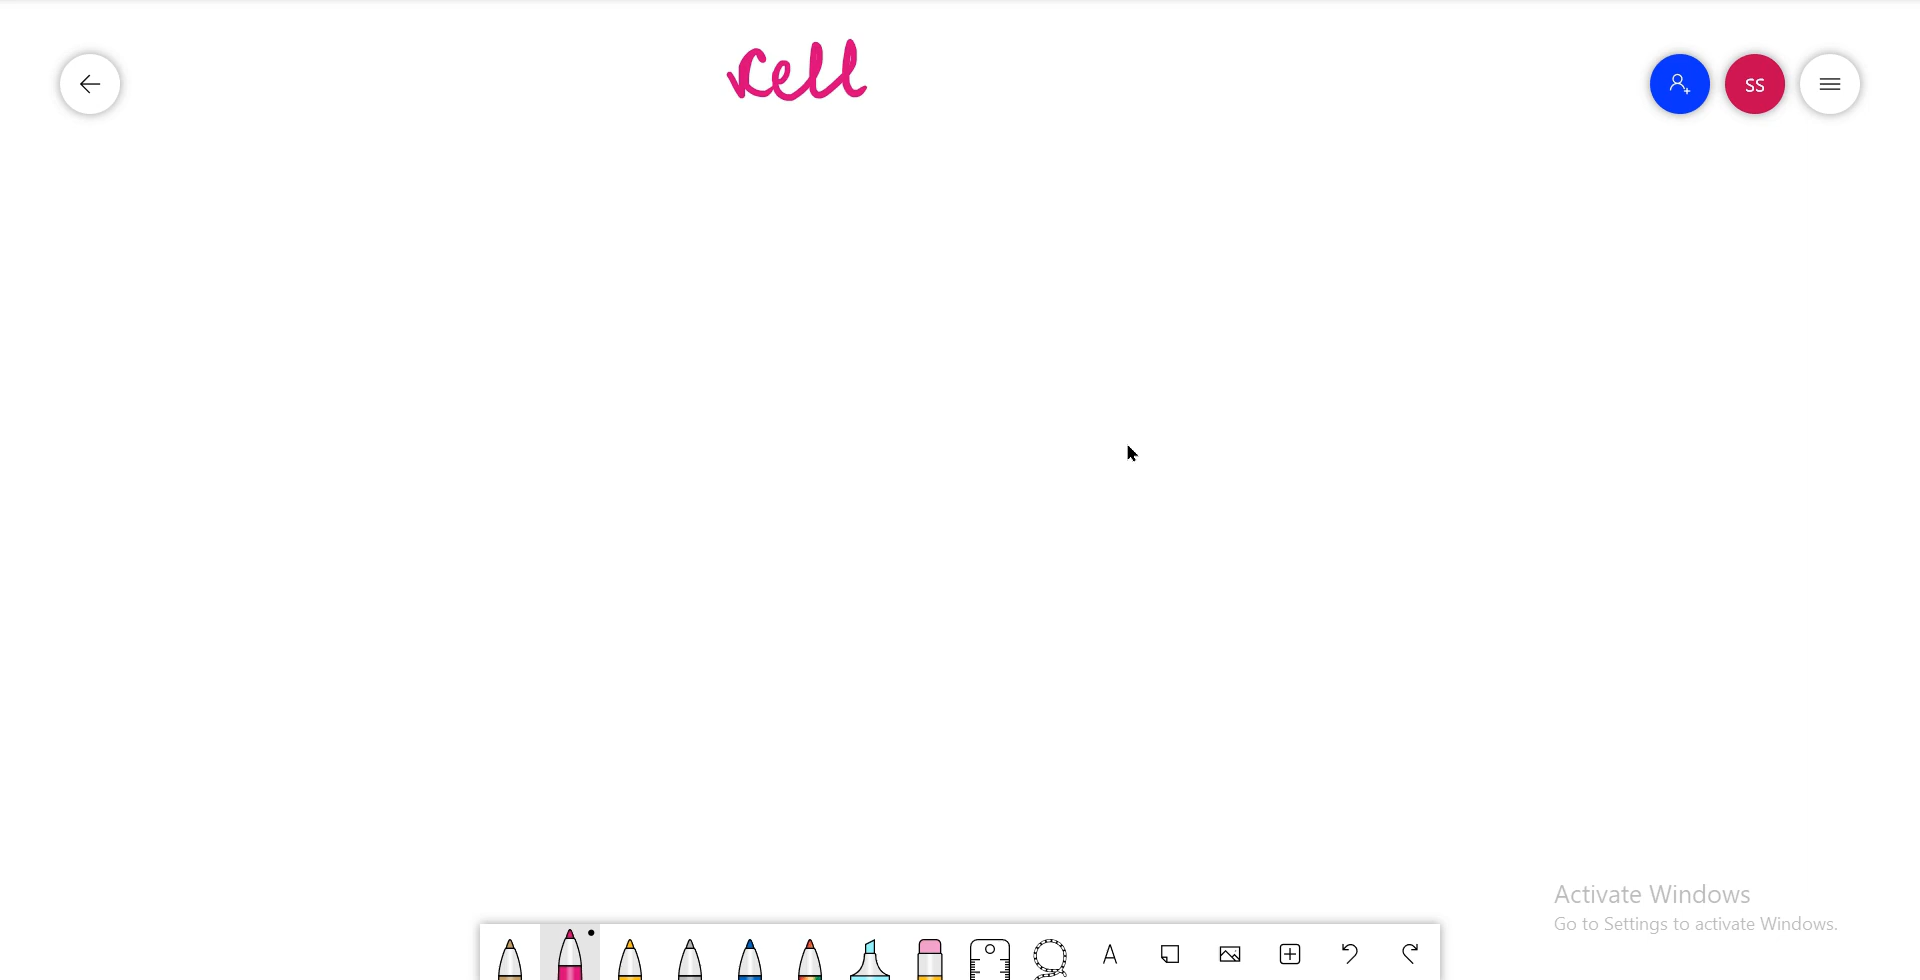 cell
SS
A
Activate Windows
Go to Settings to activate Windows.